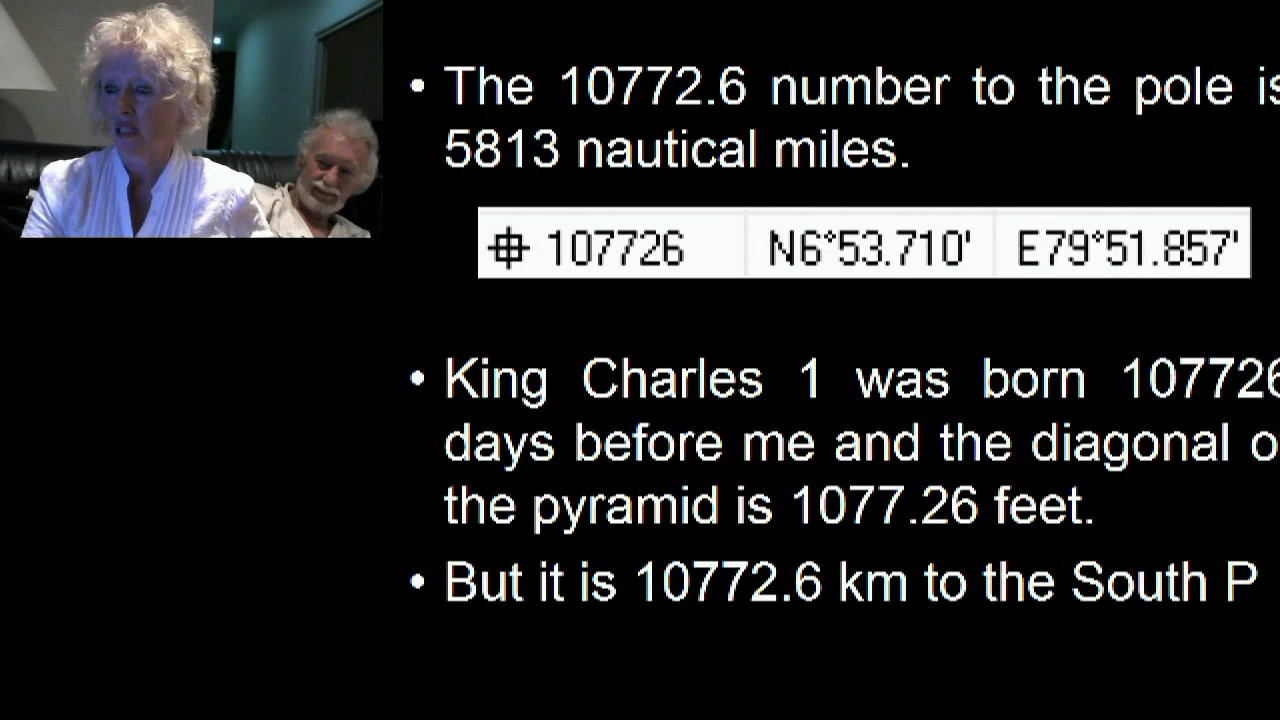 • The 10772.6 number to the pole is
5813 nautical miles.
107726 N6°53.710' E79°51.857'
• King Charles 1 was born 107726
days before me and the diagonal o
the pyramid is 1077.26 feet.
• But it is 10772.6 km to the South P